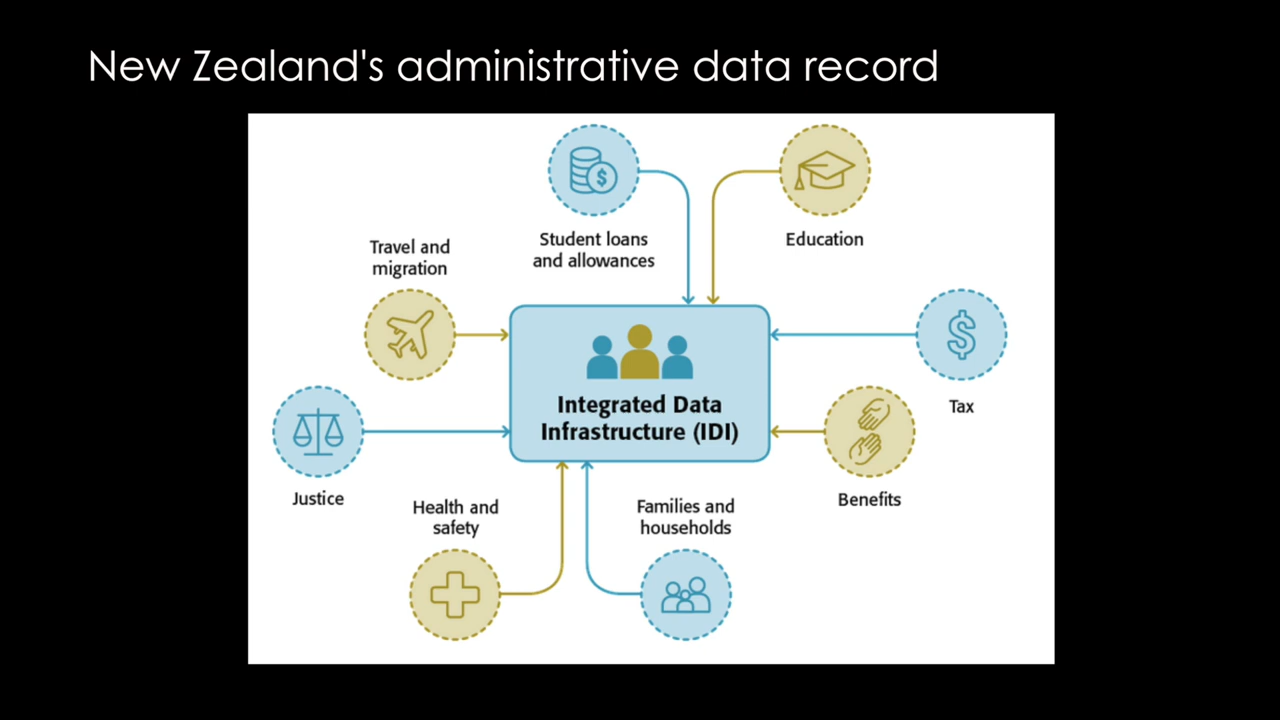 New Zealand's administrative data record
Student loans
and allowances
Education
Travel and
migration
$
$
Integrated Data
Infrastructure (IDI)
Tax
Justice
Benefits
Health and
safety
Families and
households